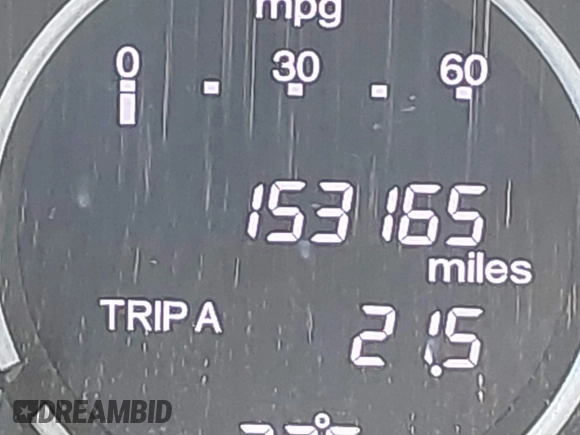 mpg
0 30 60
153165
miles
TRIP A 21.5
DREAMBID